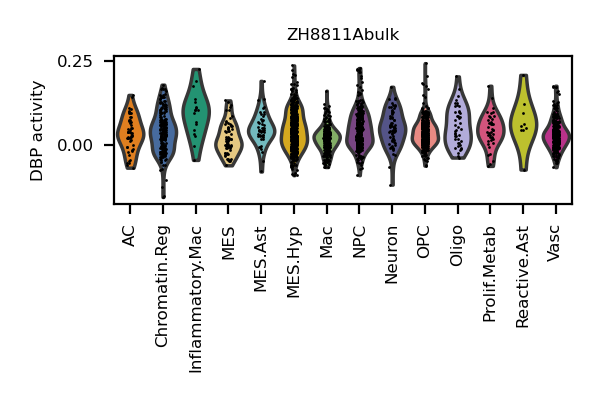 ZH8811Abulk
DBP activity
0.25
0.00
AC
Chromatin.Reg
Inflammatory.Mac
MES
MES.Ast
MES.Hyp
Mac
NPC
Neuron
OPC
Oligo
Prolif.Metab
Reactive.Ast
Vasc